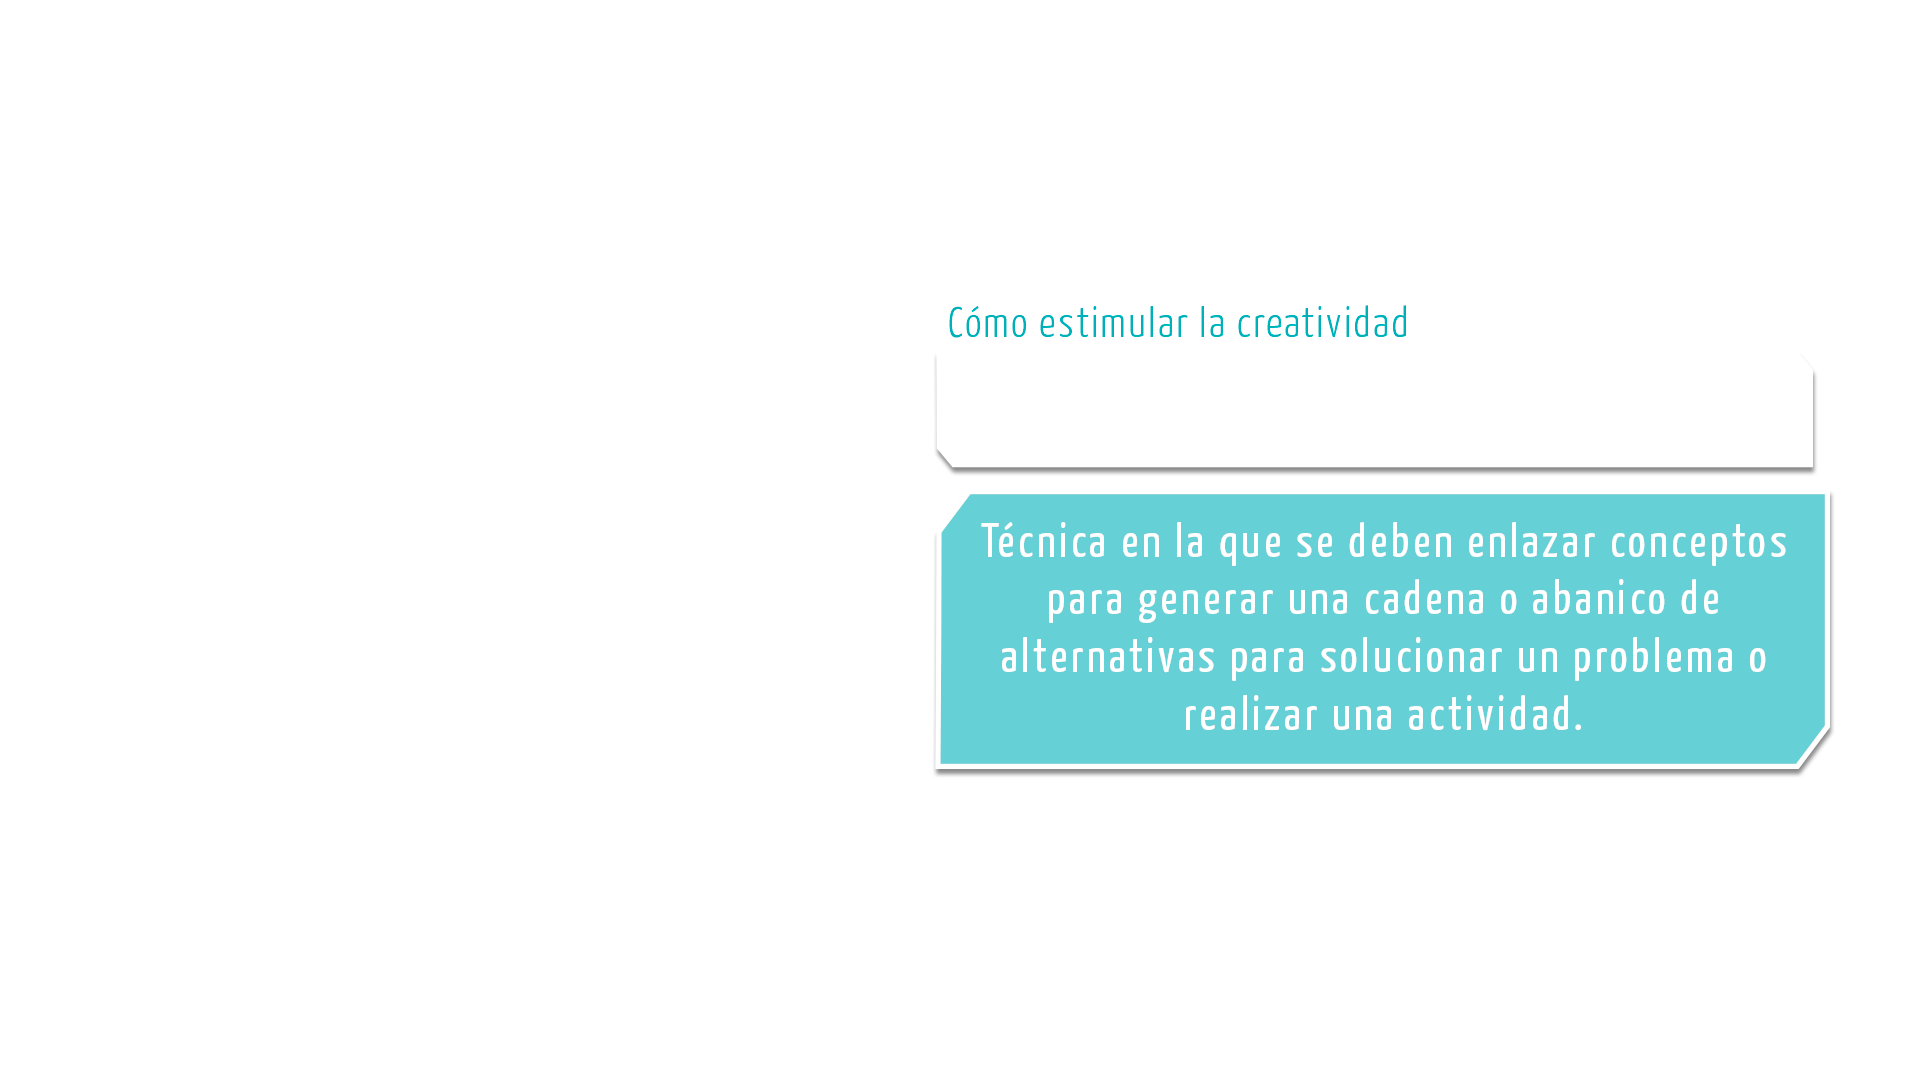 Cómo estimular la creatividad
Técnica en la que se deben enlazar conceptos
para generar una cadena o abanico de
alternativas para solucionar un problema o
realizar una actividad.